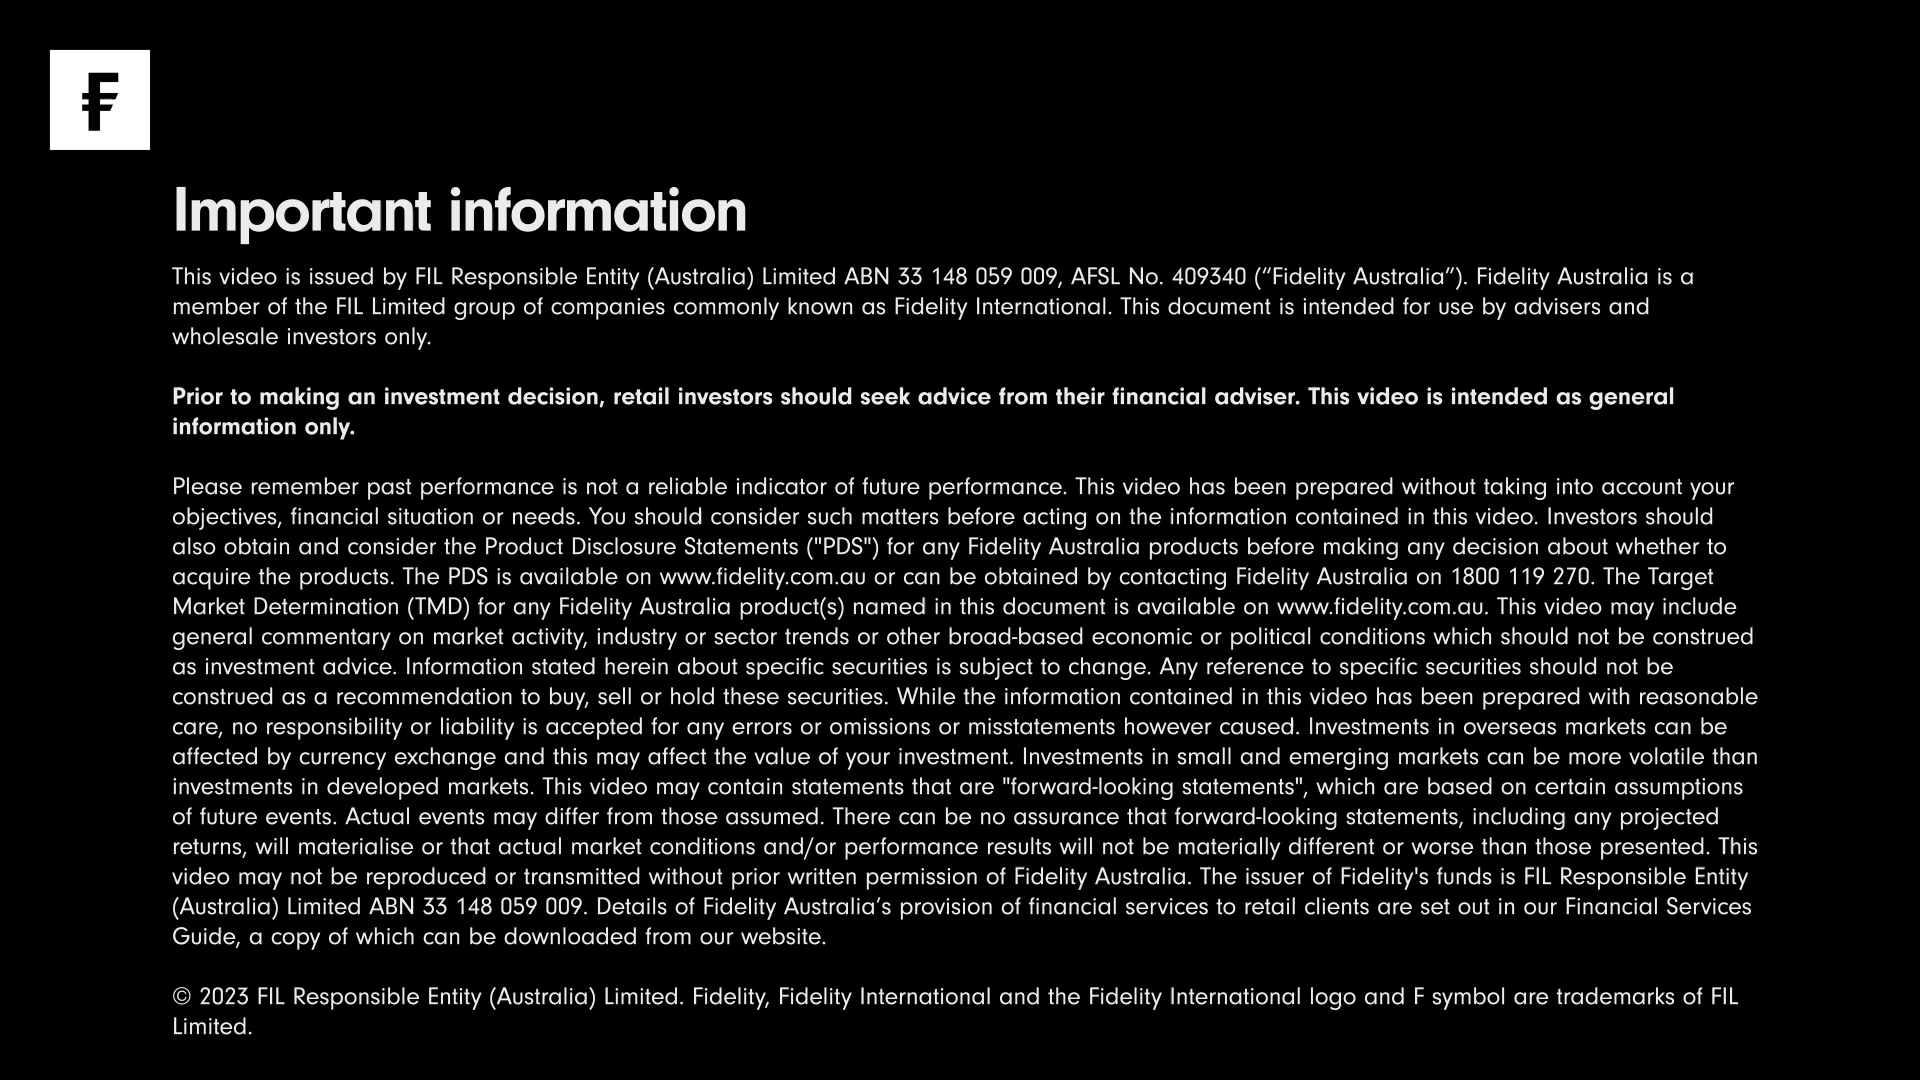 F
Important information
This video is issued by FIL Responsible Entity (Australia) Limited ABN 33 148 059 009, AFSL No. 409340 (“Fidelity Australia”). Fidelity Australia is a
member of the FIL Limited group of companies commonly known as Fidelity International. This document is intended for use by advisers and
wholesale investors only.
Prior to making an investment decision, retail investors should seek advice from their financial adviser. This video is intended as general
information only.
Please remember past performance is not a reliable indicator of future performance. This video has been prepared without taking into account your
objectives, financial situation or needs. You should consider such matters before acting on the information contained in this video. Investors should
also obtain and consider the Product Disclosure Statements ("PDS") for any Fidelity Australia products before making any decision about whether to
acquire the products. The PDS is available on www.fidelity.com.au or can be obtained by contacting Fidelity Australia on 1800 119 270. The Target
Market Determination (TMD) for any Fidelity Australia product(s) named in this document is available on www.fidelity.com.au. This video may include
general commentary on market activity, industry or sector trends or other broad-based economic or political conditions which should not be construed
as investment advice. Information stated herein about specific securities is subject to change. Any reference to specific securities should not be
construed as a recommendation to buy, sell or hold these securities. While the information contained in this video has been prepared with reasonable
care, no responsibility or liability is accepted for any errors or omissions or misstatements however caused. Investments in overseas markets can be
affected by currency exchange and this may affect the value of your investment. Investments in small and emerging markets can be more volatile than
investments in developed markets. This video may contain statements that are "forward-looking statements", which are based on certain assumptions
of future events. Actual events may differ from those assumed. There can be no assurance that forward-looking statements, including any projected
returns, will materialise or that actual market conditions and/or performance results will not be materially different or worse than those presented. This
video may not be reproduced or transmitted without prior written permission of Fidelity Australia. The issuer of Fidelity's funds is FIL Responsible Entity
(Australia) Limited ABN 33 148 059 009. Details of Fidelity Australia’s provision of financial services to retail clients are set out in our Financial Services
Guide, a copy of which can be downloaded from our website.
© 2023 FIL Responsible Entity (Australia) Limited. Fidelity, Fidelity International and the Fidelity International logo and F symbol are trademarks of FIL
Limited.